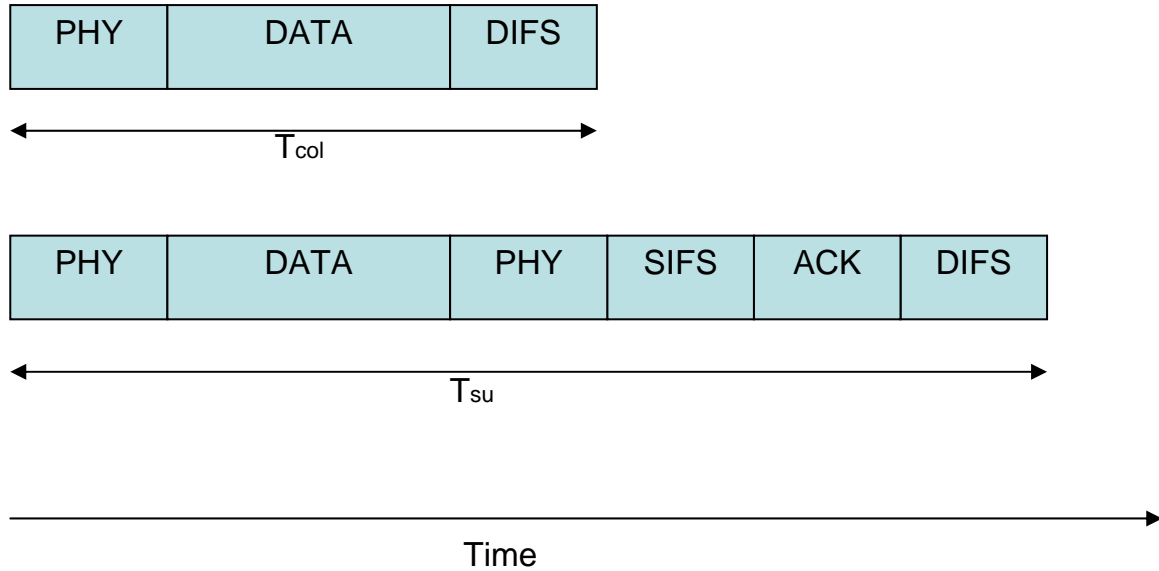 PHY DATA DIFS
Tcol
PHY DATA PHY SIFS ACK DIFS
Tsu
Time